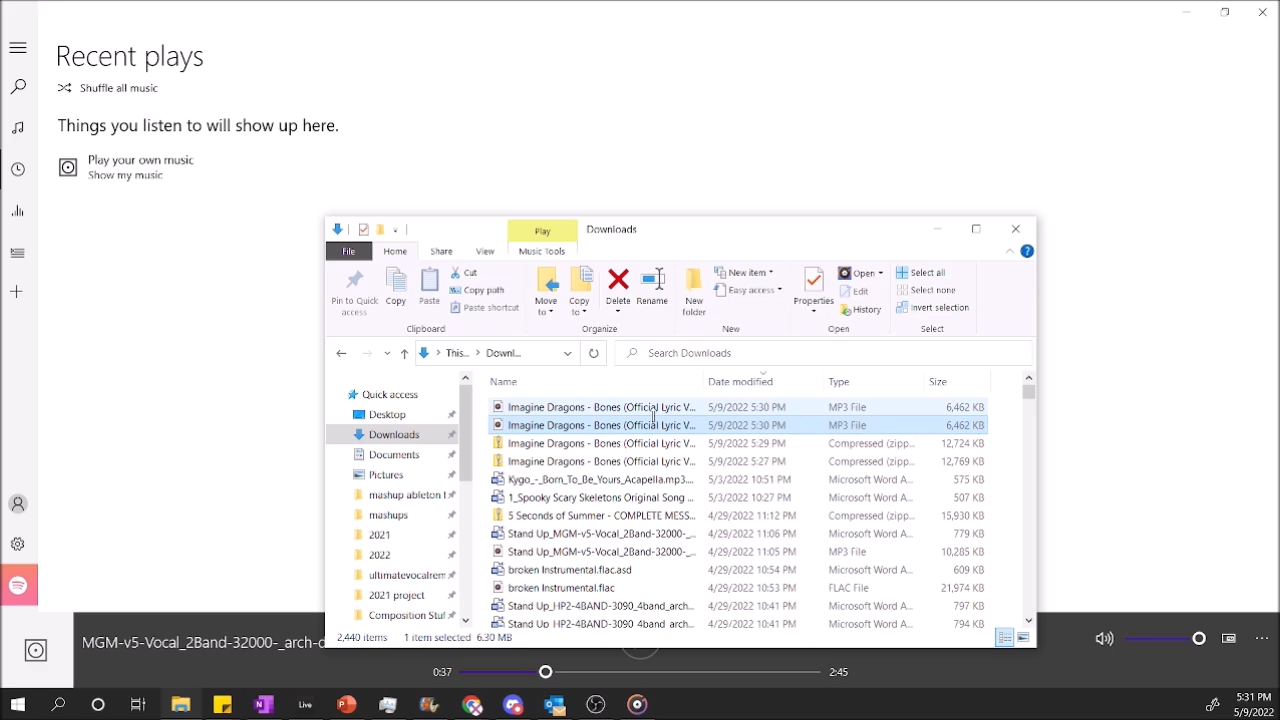 Recent plays
Shuffle all music
Things you listen to will show up here.
Play your own music
Show my music
Play
Downloads
File
Home
Share
View
Music Tools
Pin to Quick access
Copy
Paste
Cut
Copy path
Paste shortcut
Move to
Copy to
Delete
Rename
New folder
New item
Easy access
Properties
Open
Edit
History
Select all
Select none
Invert selection
Clipboard
Organize
New
Open
Select
This...
Downl...
Search Downloads
Name
Date modified
Type
Size
Quick access
Desktop
Downloads
Documents
Pictures
mashup ableton
mashups
2021
2022
ultimatevocalrem
2021 project
Composition Stuf
Imagine Dragons - Bones (Official Lyric V... 5/9/2022 5:30 PM MP3 File 6,462 KB
Imagine Dragons - Bones (Official Lyric V... 5/9/2022 5:30 PM MP3 File 6,462 KB
Imagine Dragons - Bones (Official Lyric V... 5/9/2022 5:29 PM Compressed (zipp... 12,724 KB
Imagine Dragons - Bones (Official Lyric V... 5/9/2022 5:27 PM Compressed (zipp... 12,769 KB
Kygo_-_Born_To_Be_Yours_Acapella.mp3.... 5/3/2022 10:51 PM Microsoft Word A... 575 KB
1_Spooky Scary Skeletons Original Song ... 5/3/2022 10:27 PM Microsoft Word A... 507 KB
5 Seconds of Summer - COMPLETE MESS... 4/29/2022 11:12 PM Compressed (zipp... 15,930 KB
Stand Up_MGM-v5-Vocal_2Band-32000-_... 4/29/2022 11:06 PM Microsoft Word A... 779 KB
Stand Up_MGM-v5-Vocal_2Band-32000-_... 4/29/2022 11:05 PM MP3 File 10,285 KB
broken Instrumental.flac.asd 4/29/2022 10:54 PM Microsoft Word A... 609 KB
broken Instrumental.flac 4/29/2022 10:53 PM FLAC File 21,974 KB
Stand Up_HP2-4BAND-3090_4band_arch... 4/29/2022 10:41 PM Microsoft Word A... 797 KB
Stand Up_HP2-4BAND-3090_4band_arch... 4/29/2022 10:41 PM Microsoft Word A... 794 KB
2,440 items 1 item selected 6.30 MB
MGM-v5-Vocal_2Band-32000-_arch-d
0:37
2:45
Live
5:31 PM
5/9/2022